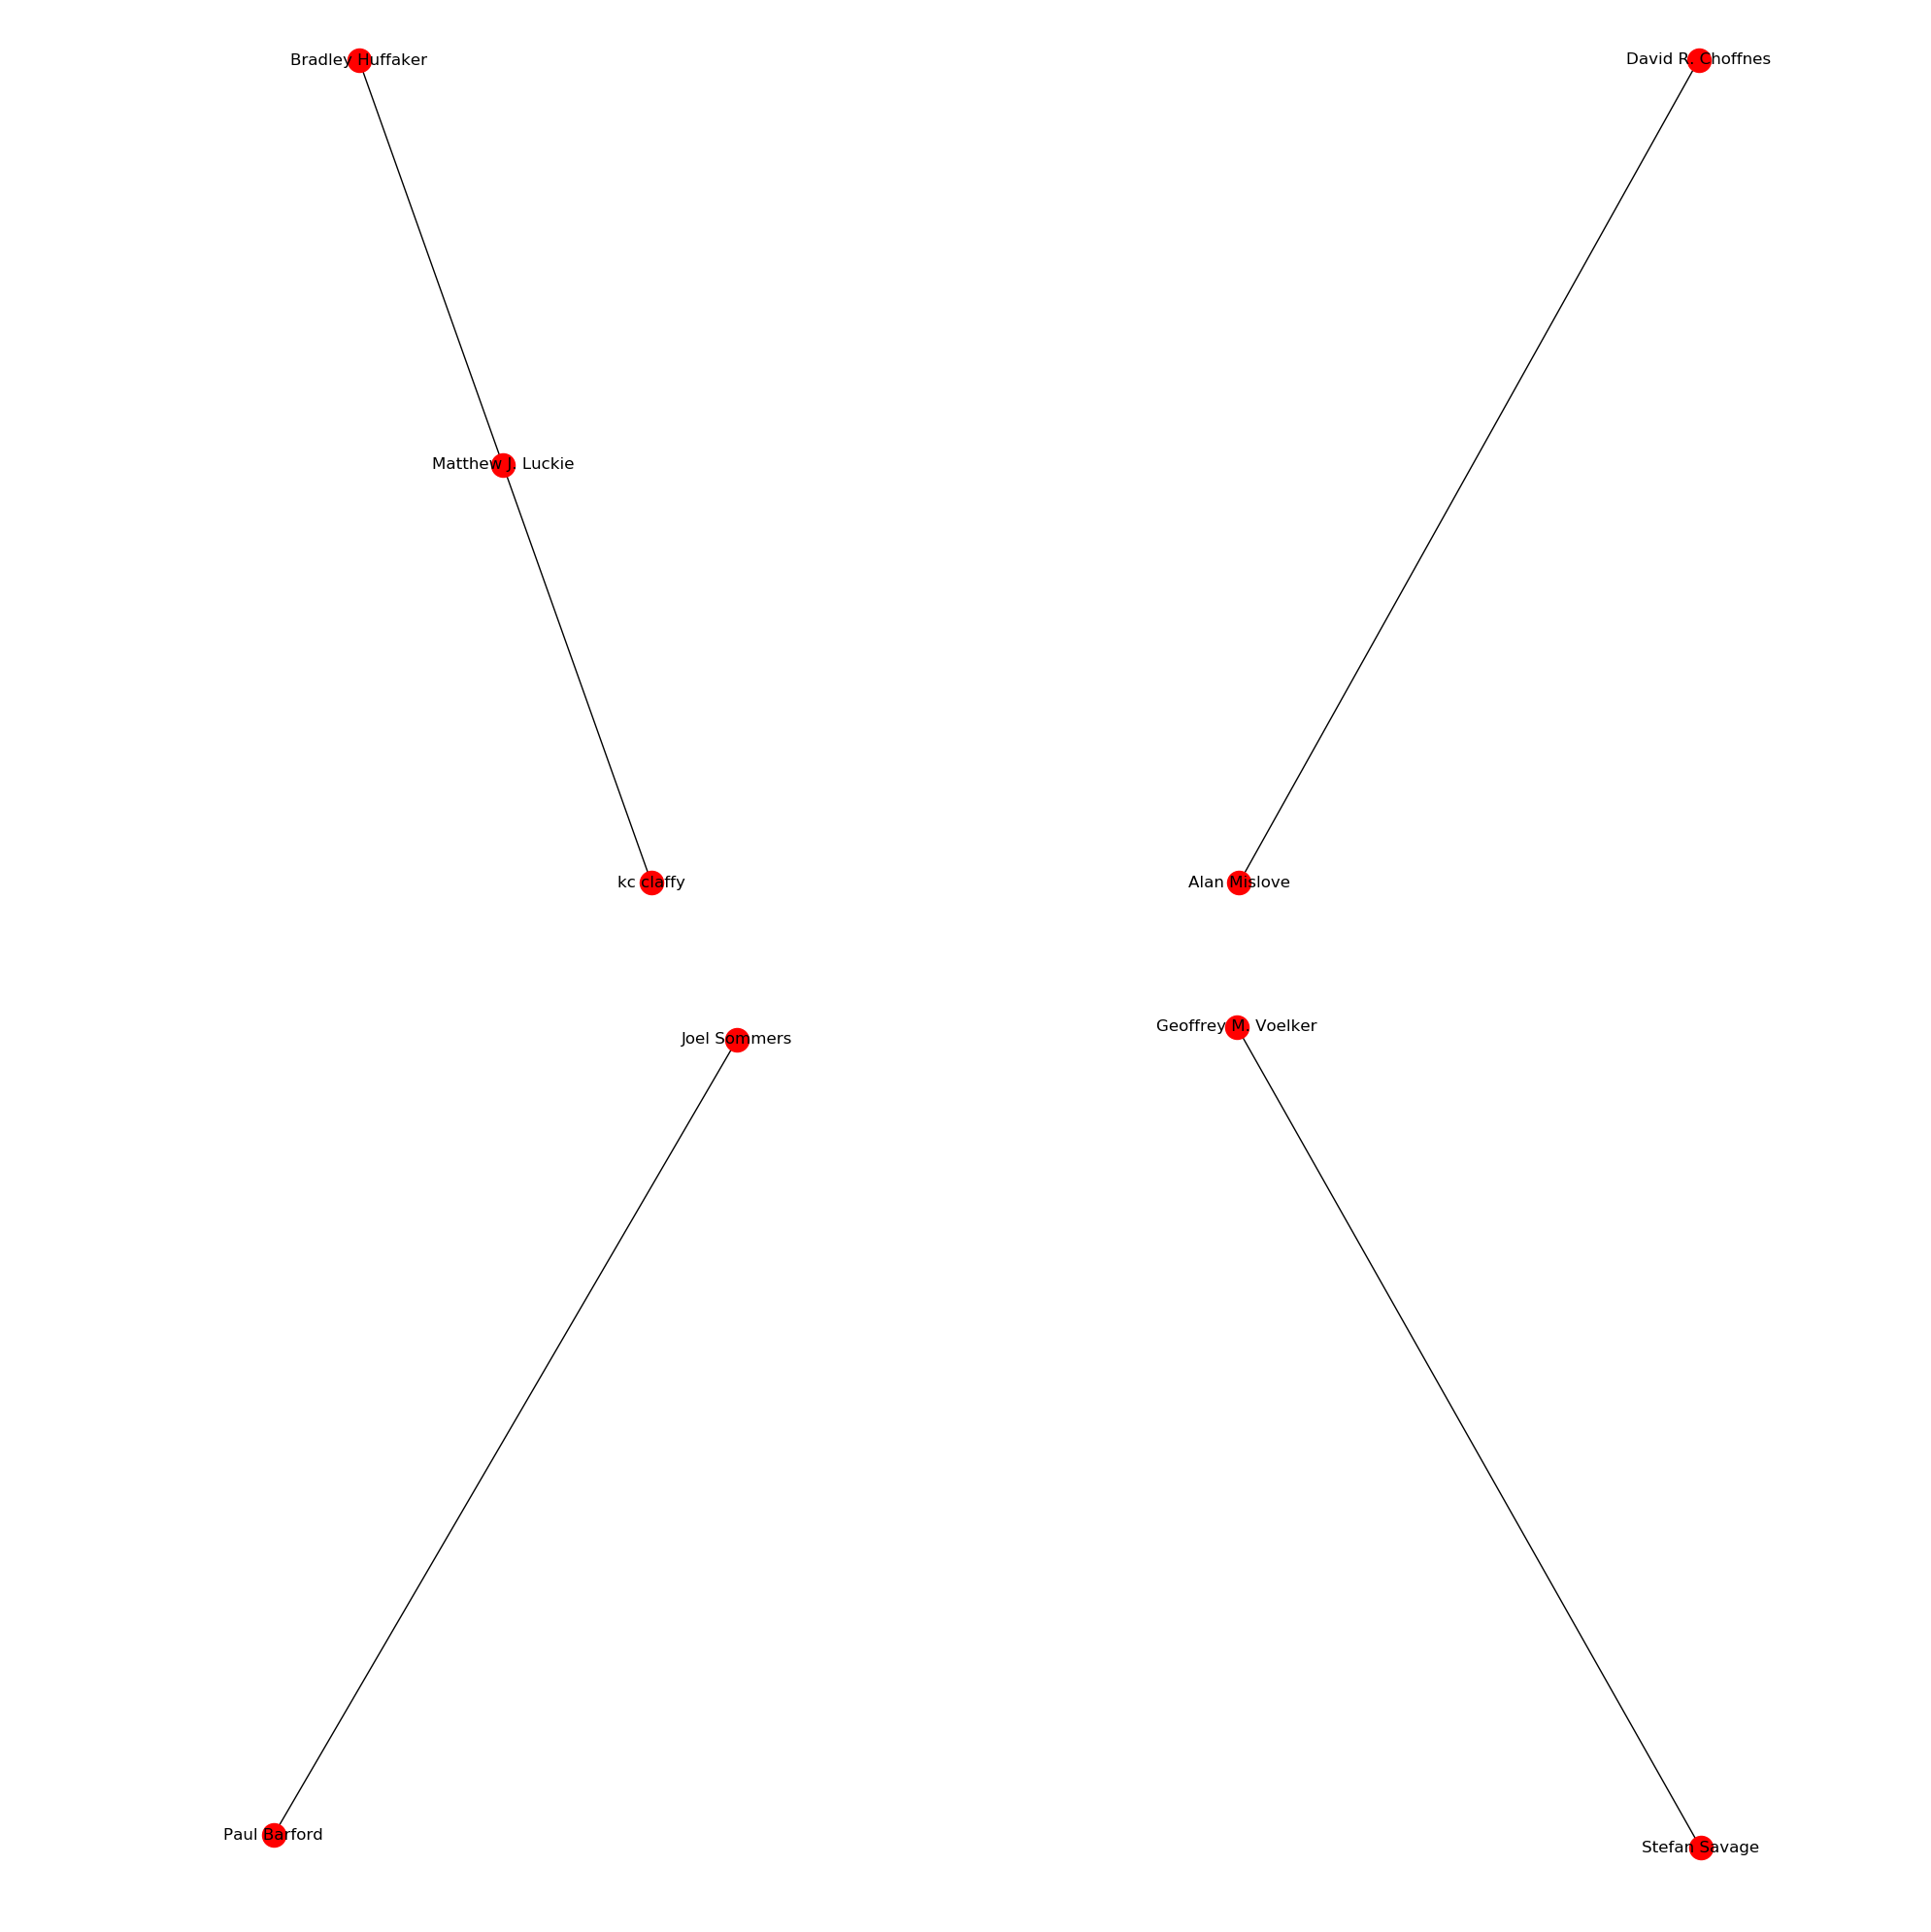 Bradley Huffaker
David R. Choffnes
Matthew J. Luckie
kc claffy
Alan Mislove
Joel Sommers
Geoffrey M. Voelker
Paul Barford
Stefan Savage